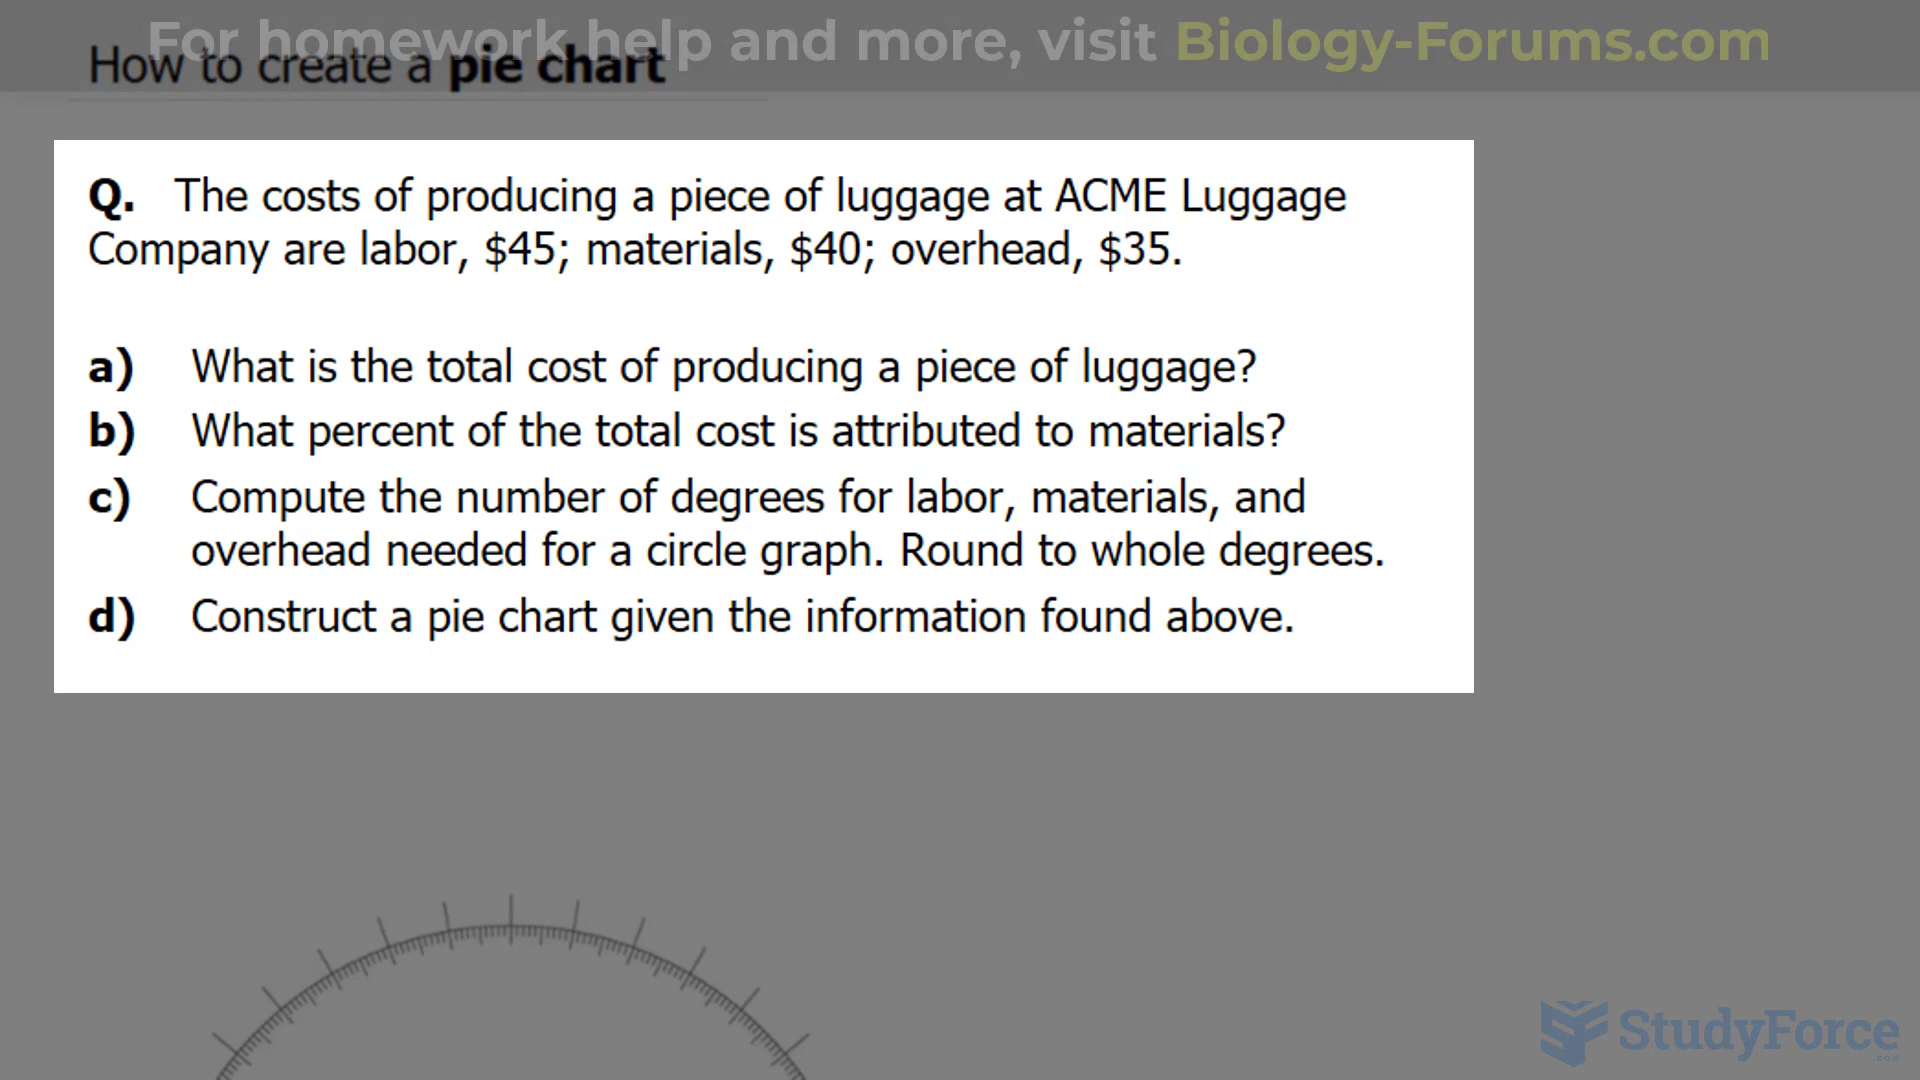 For homework help and more, visit Biology-Forums.com
How to create a pie chart
Q. The costs of producing a piece of luggage at ACME Luggage
Company are labor, $45; materials, $40; overhead, $35.
a) What is the total cost of producing a piece of luggage?
b) What percent of the total cost is attributed to materials?
c) Compute the number of degrees for labor, materials, and
overhead needed for a circle graph. Round to whole degrees.
d) Construct a pie chart given the information found above.
StudyForce
.com